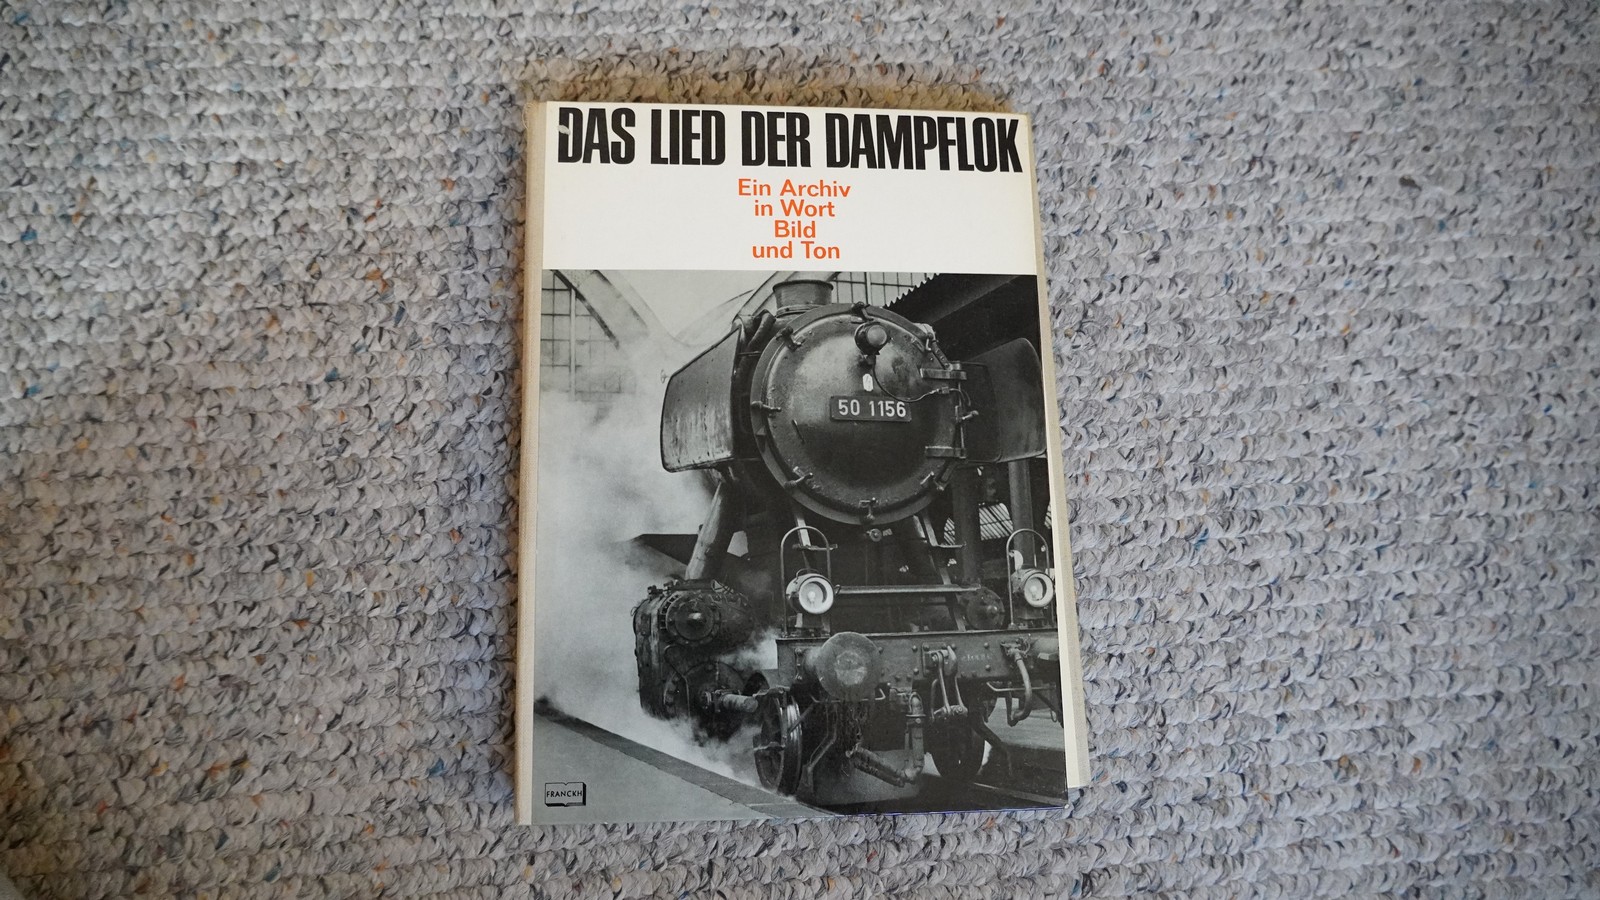 DAS LIED DER DAMPFLOK
Ein Archiv
in Wort
Bild
und Ton
50 1156
FRANCKH